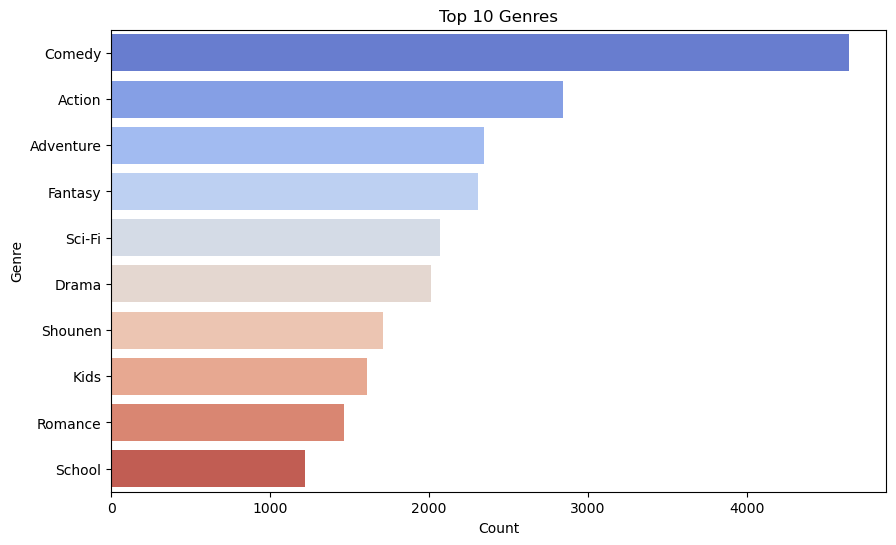 Top 10 Genres
Genre
Comedy
Action
Adventure
Fantasy
Sci-Fi
Drama
Shounen
Kids
Romance
School
0 1000 2000 3000 4000
Count